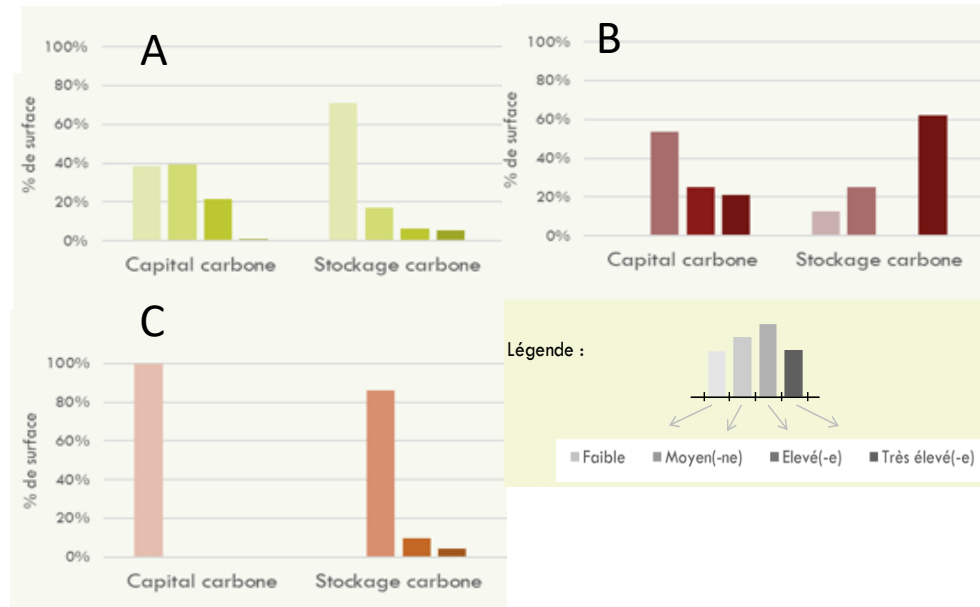 A
100%
80%
60%
40%
20%
0%
% de surface
Capital carbone
Stockage carbone
B
100%
80%
60%
40%
20%
0%
% de surface
Capital carbone
Stockage carbone
C
100%
80%
60%
40%
20%
0%
% de surface
Capital carbone
Stockage carbone
Légende :
Faible
Moyen(-ne)
Elevé(-e)
Très élevé(-e)